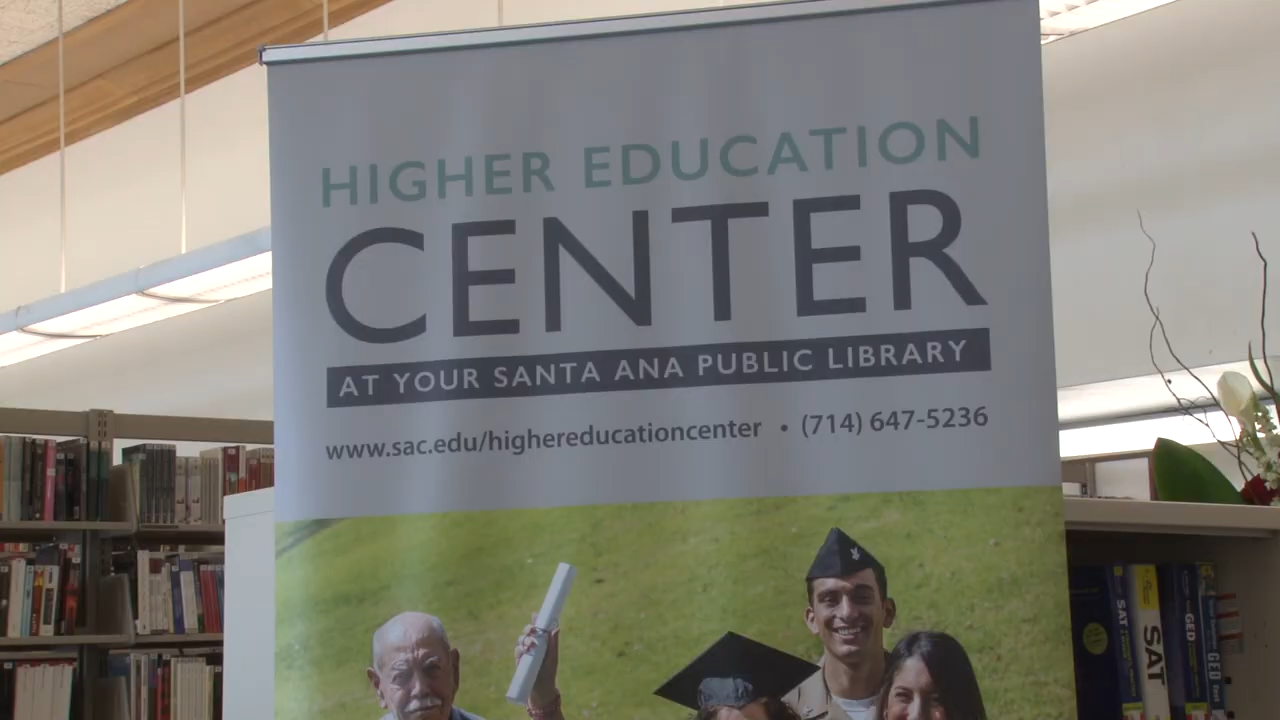 HIGHER EDUCATION
CENTER
AT YOUR SANTA ANA PUBLIC LIBRARY
www.sac.edu/highereducationcenter • (714) 647-5236
SAT
SAT
GED
GED